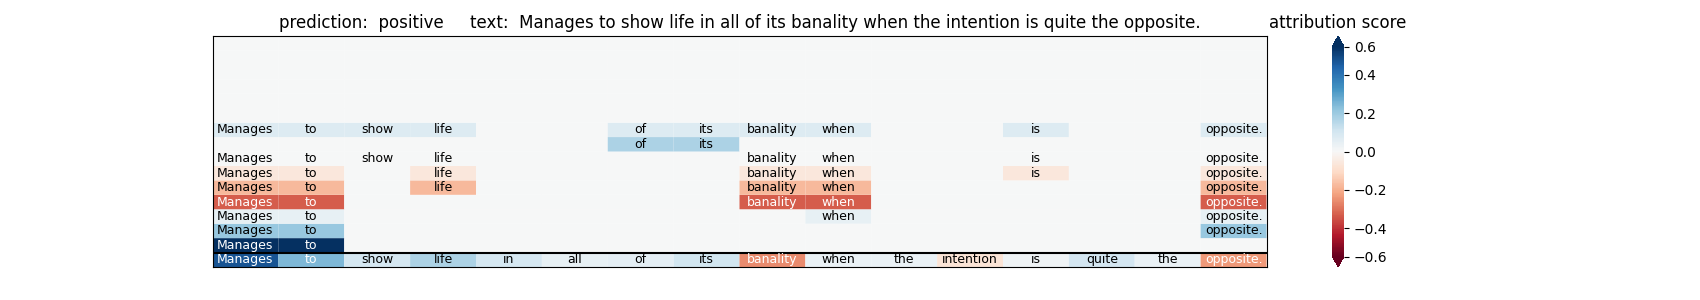 prediction: positive text: Manages to show life in all of its banality when the intention is quite the opposite. attribution score
Manages to show life of its banality when is opposite.
of its
Manages to show life banality when is opposite.
Manages to life banality when is opposite.
Manages to life banality when opposite.
Manages to banality when opposite.
Manages to when opposite.
Manages to opposite.
Manages to
Manages to show life in all of its banality when the intention is quite the opposite.
0.6
0.4
0.2
0.0
−0.2
−0.4
−0.6